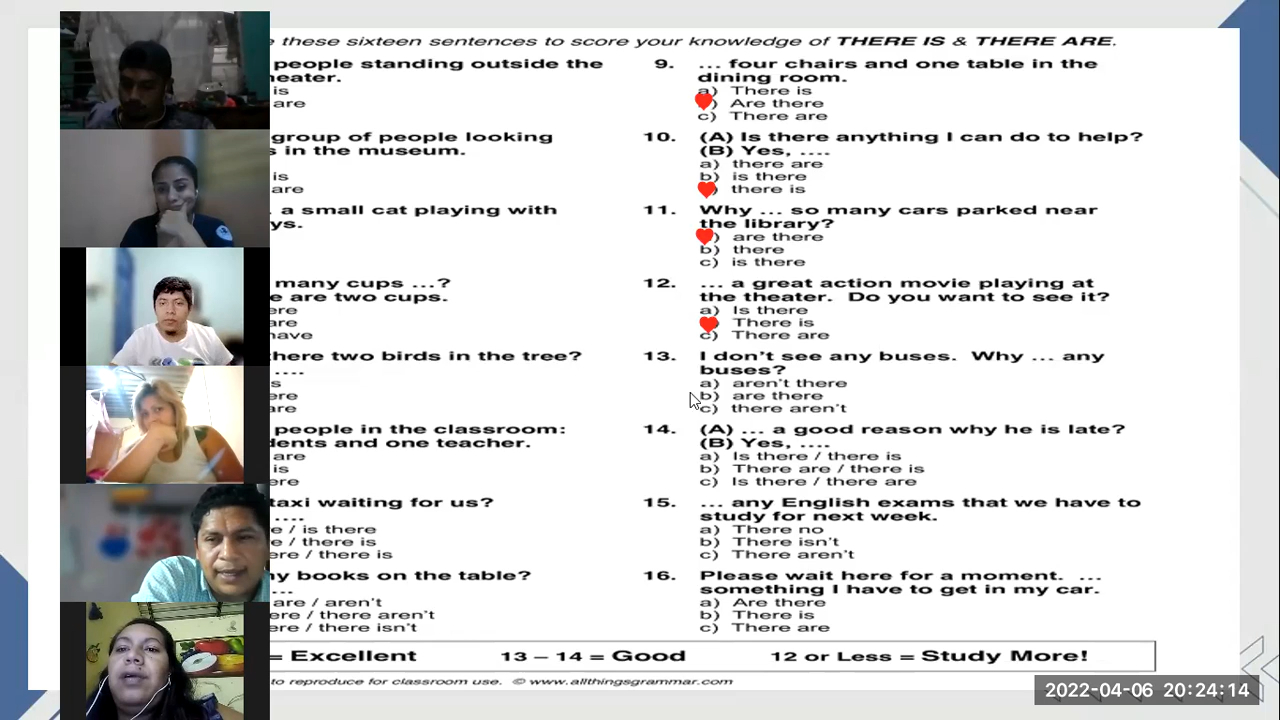 e these sixteen sentences to score your knowledge of THERE IS & THERE ARE.
people standing outside the
heater.
is
are
group of people looking
s in the museum.
is
are
. a small cat playing with
ys.
many cups ...?
e are two cups.
ere
are
have
there two birds in the tree?
....
s
ere
are
people in the classroom:
dents and one teacher.
are
is
ere
taxi waiting for us?
....
e / is there
e / there is
ere / there is
ny books on the table?
...
are / aren't
ere / there aren't
ere / there isn't
9. ... four chairs and one table in the
dining room.
a) There is
) Are there
c) There are
10. (A) Is there anything I can do to help?
(B) Yes, ....
a) there are
b) is there
) there is
11. Why ... so many cars parked near
the library?
) are there
b) there
c) is there
12. ... a great action movie playing at
the theater. Do you want to see it?
a) Is there
) There is
c) There are
13. I don't see any buses. Why ... any
buses?
a) aren't there
b) are there
c) there aren't
14. (A) ... a good reason why he is late?
(B) Yes, ....
a) Is there / there is
b) There are / there is
c) Is there / there are
15. ... any English exams that we have to
study for next week.
a) There no
b) There isn't
c) There aren't
16. Please wait here for a moment. ...
something I have to get in my car.
a) Are there
b) There is
c) There are
= Excellent 13 – 14 = Good 12 or Less = Study More!
to reproduce for classroom use. © www.allthingsgrammar.com
2022-04-06 20:24:14